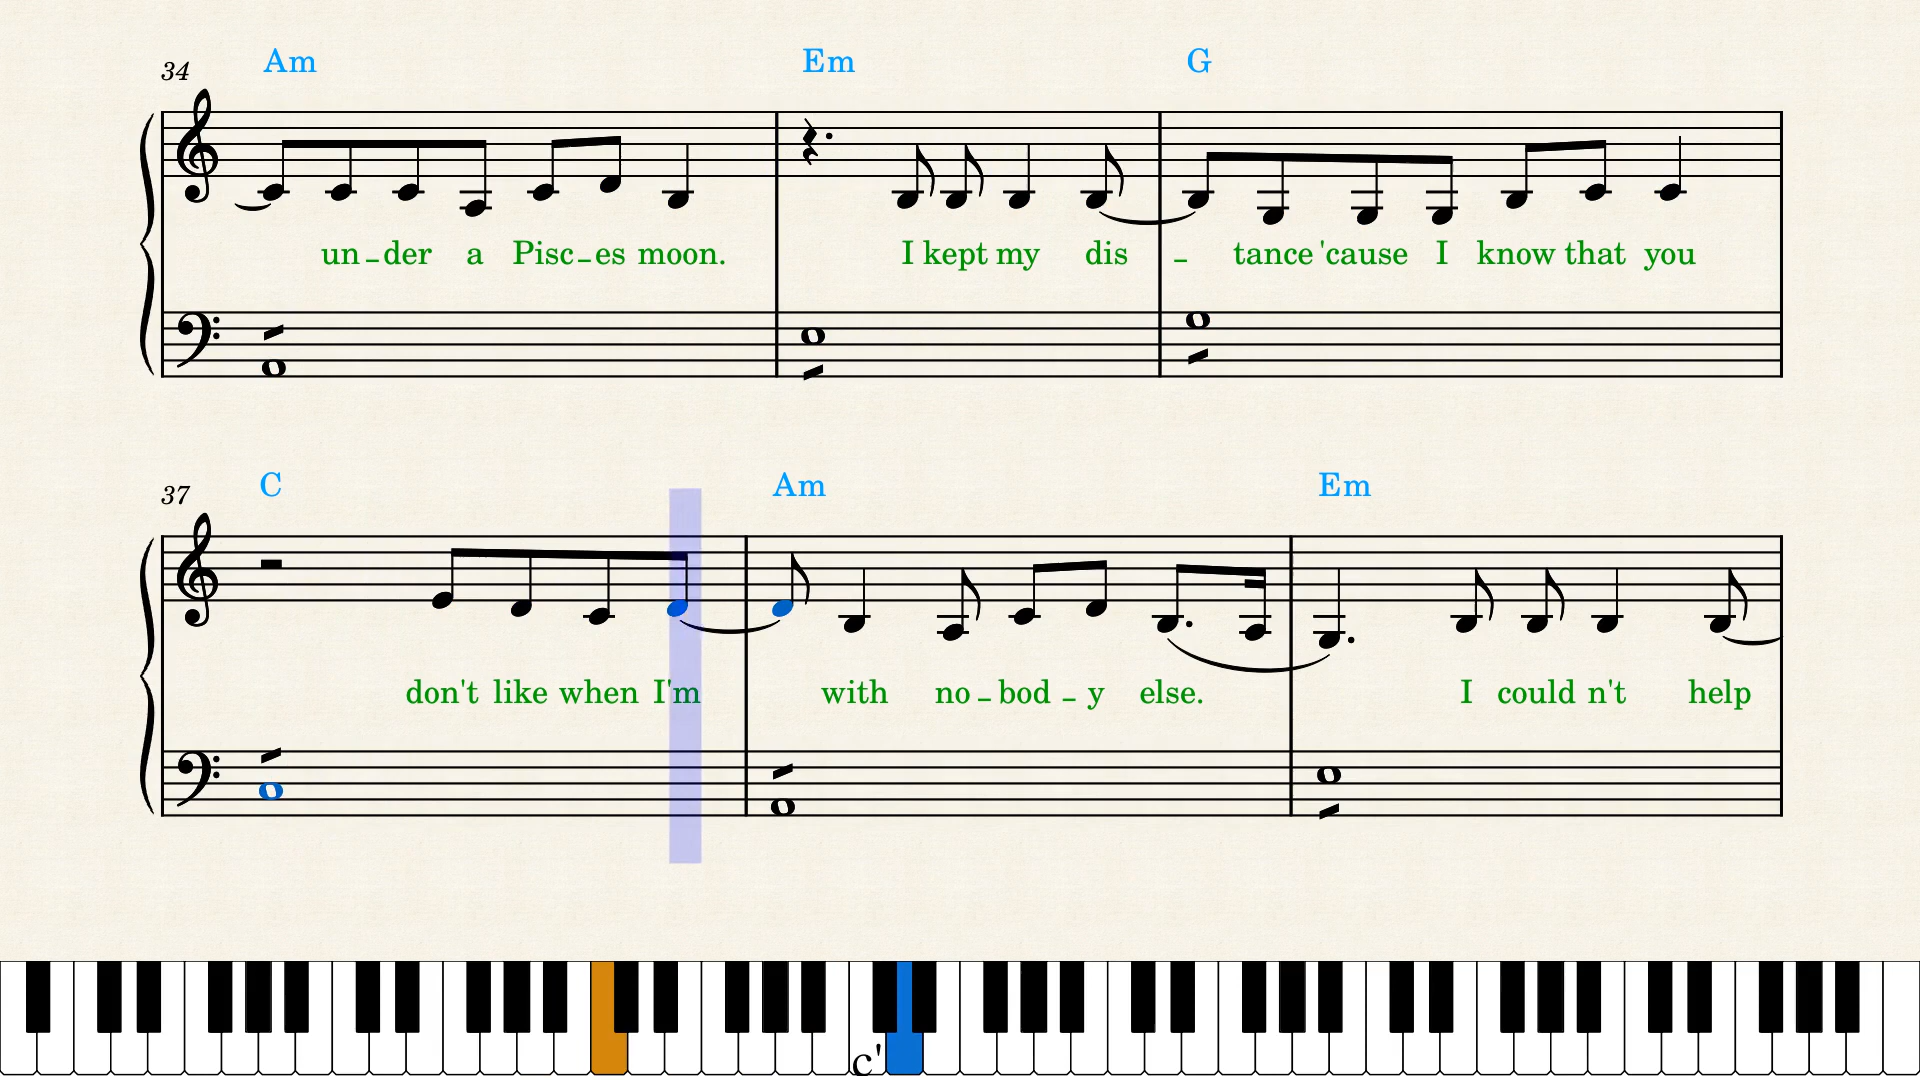 34 Am Em G
un - der a Pisc - es moon. I kept my dis - tance 'cause I know that you
37 C Am Em
don't like when I'm with no - bod - y else. I could n't help
c'